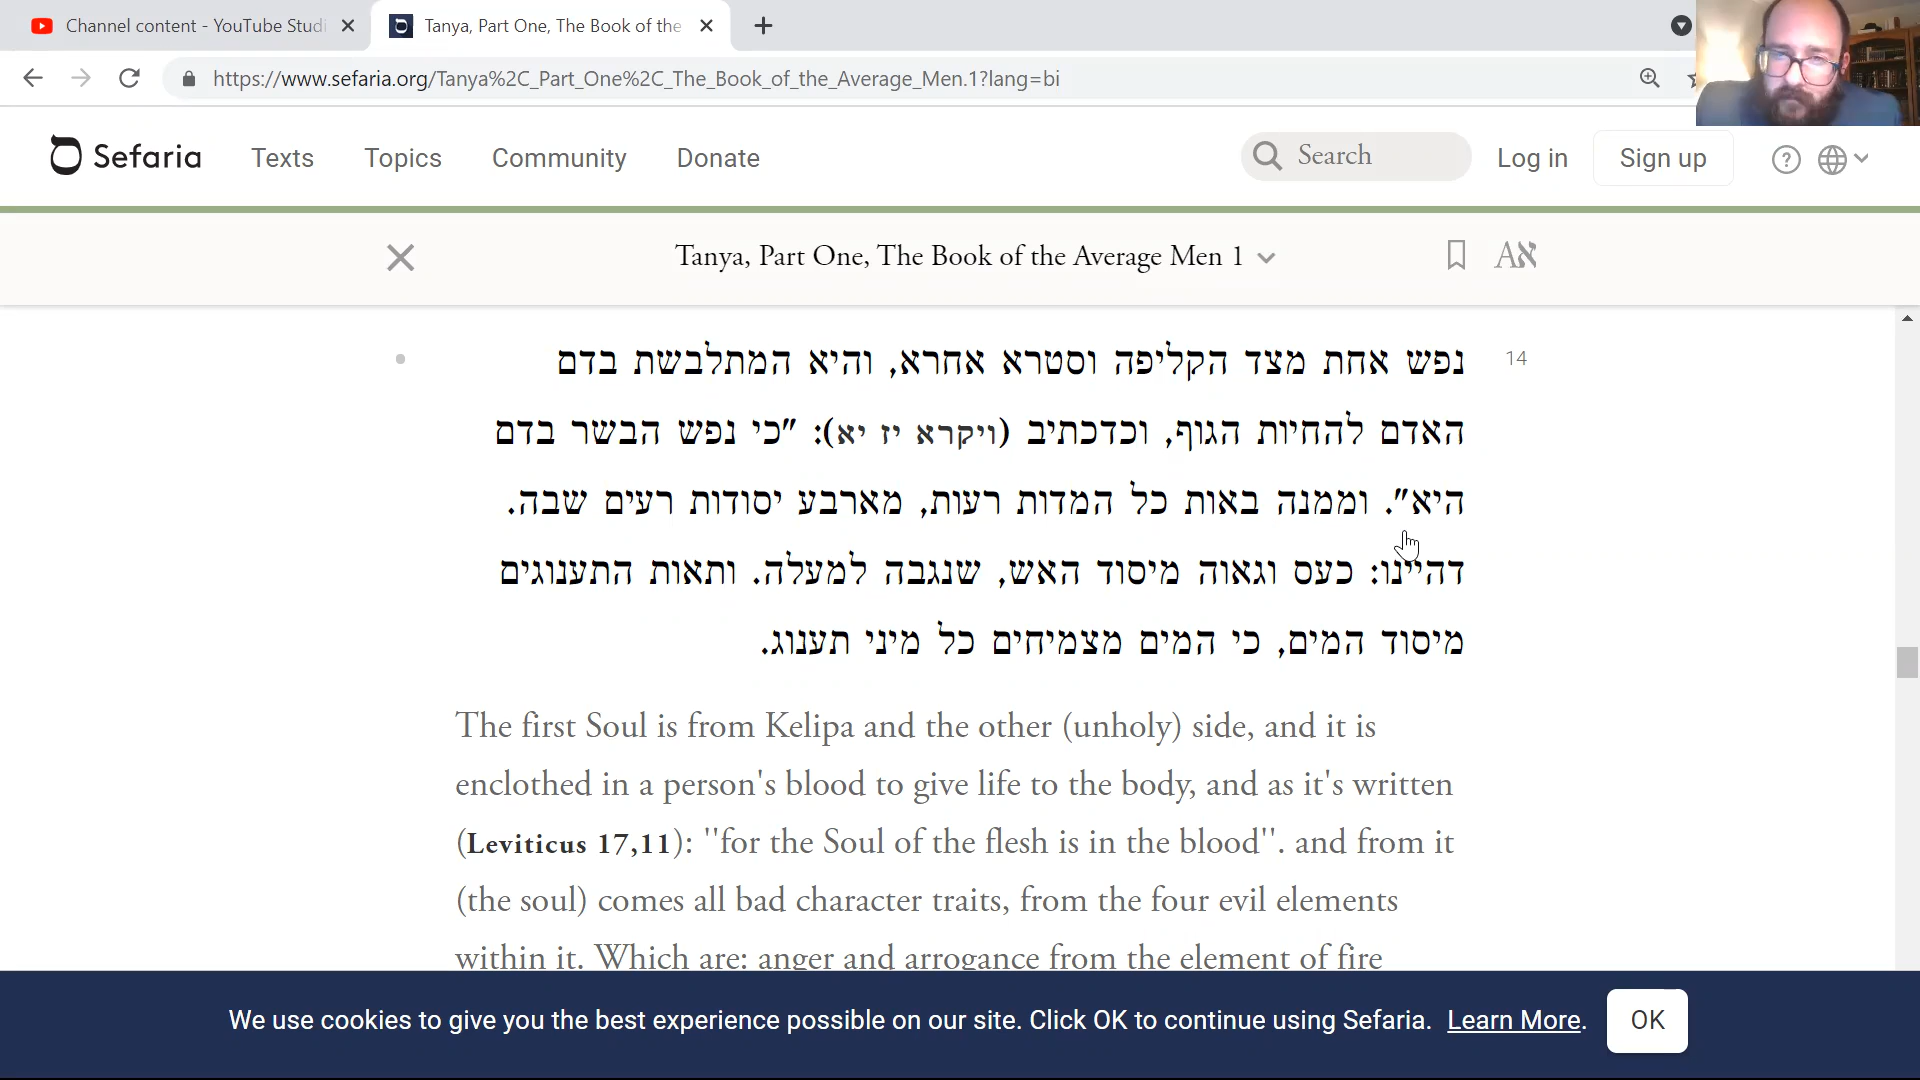 Channel content - YouTube Studi
Tanya, Part One, The Book of the
https://www.sefaria.org/Tanya%2C_Part_One%2C_The_Book_of_the_Average_Men.1?lang=bi
Sefaria
Texts
Topics
Community
Donate
Search
Log in
Sign up
Tanya, Part One, The Book of the Average Men 1
Aא
14
נפש אחת מצד הקליפה וסטרא אחרא, והיא המתלבשת בדם
האדם להחיות הגוף, וכדכתיב (ויקרא יז יא): "כי נפש הבשר בדם
היא". וממנה באות כל המדות רעות, מארבע יסודות רעים שבה.
דהיינו: כעס וגאוה מיסוד האש, שנגבה למעלה. ותאות התענוגים
מיסוד המים, כי המים מצמיחים כל מיני תענוג.
The first Soul is from Kelipa and the other (unholy) side, and it is
enclothed in a person's blood to give life to the body, and as it's written
(Leviticus 17,11): ''for the Soul of the flesh is in the blood''. and from it
(the soul) comes all bad character traits, from the four evil elements
within it. Which are: anger and arrogance from the element of fire
We use cookies to give you the best experience possible on our site. Click OK to continue using Sefaria. Learn More.
OK